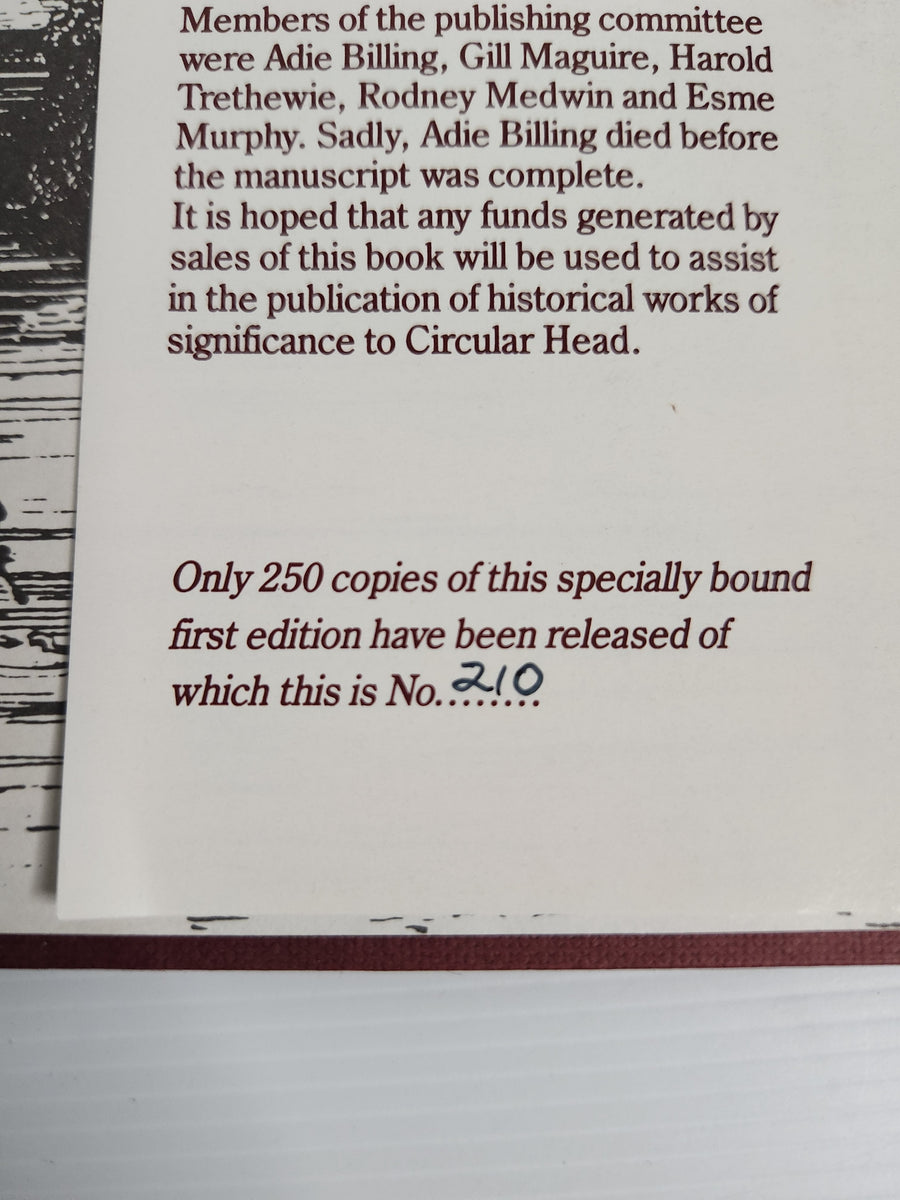 Members of the publishing committee
were Adie Billing, Gill Maguire, Harold
Trethewie, Rodney Medwin and Esme
Murphy. Sadly, Adie Billing died before
the manuscript was complete.
It is hoped that any funds generated by
sales of this book will be used to assist
in the publication of historical works of
significance to Circular Head.
Only 250 copies of this specially bound
first edition have been released of
which this is No. 210